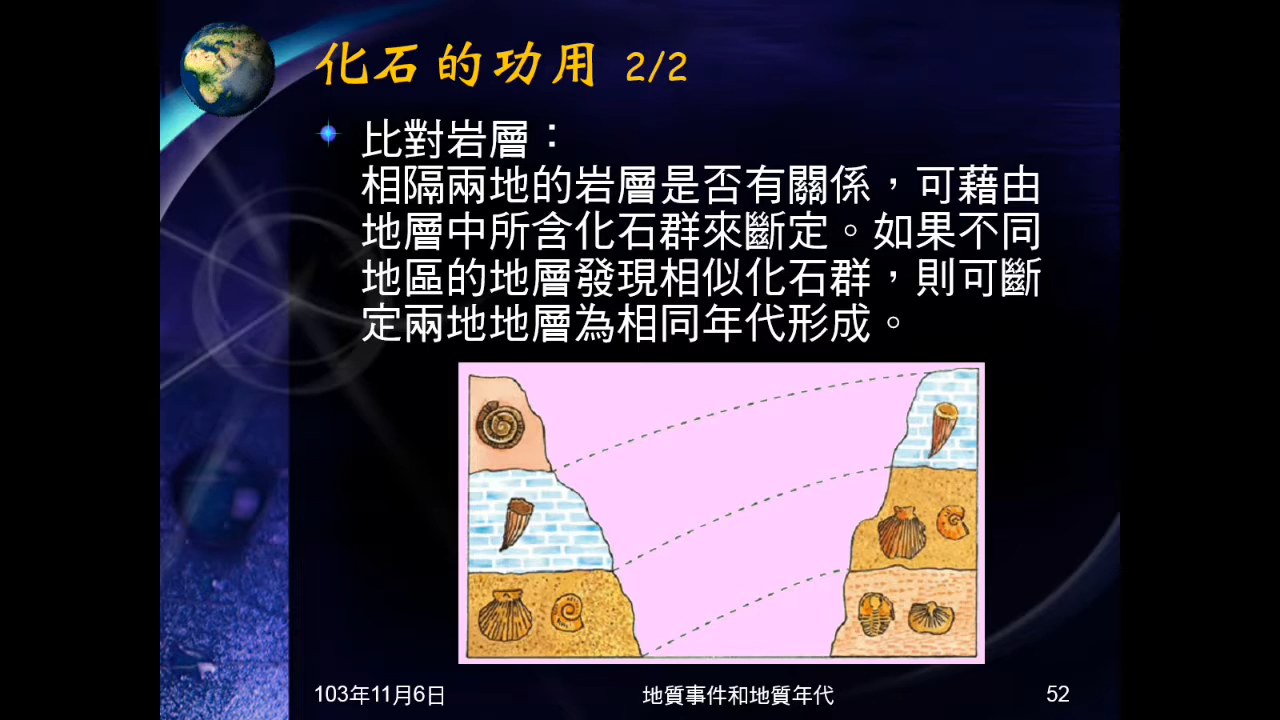 化石的功用 2/2
比對岩層：
相隔兩地的岩層是否有關係，可藉由
地層中所含化石群來斷定。如果不同
地區的地層發現相似化石群，則可斷
定兩地地層為相同年代形成。
103年11月6日
地質事件和地質年代
52